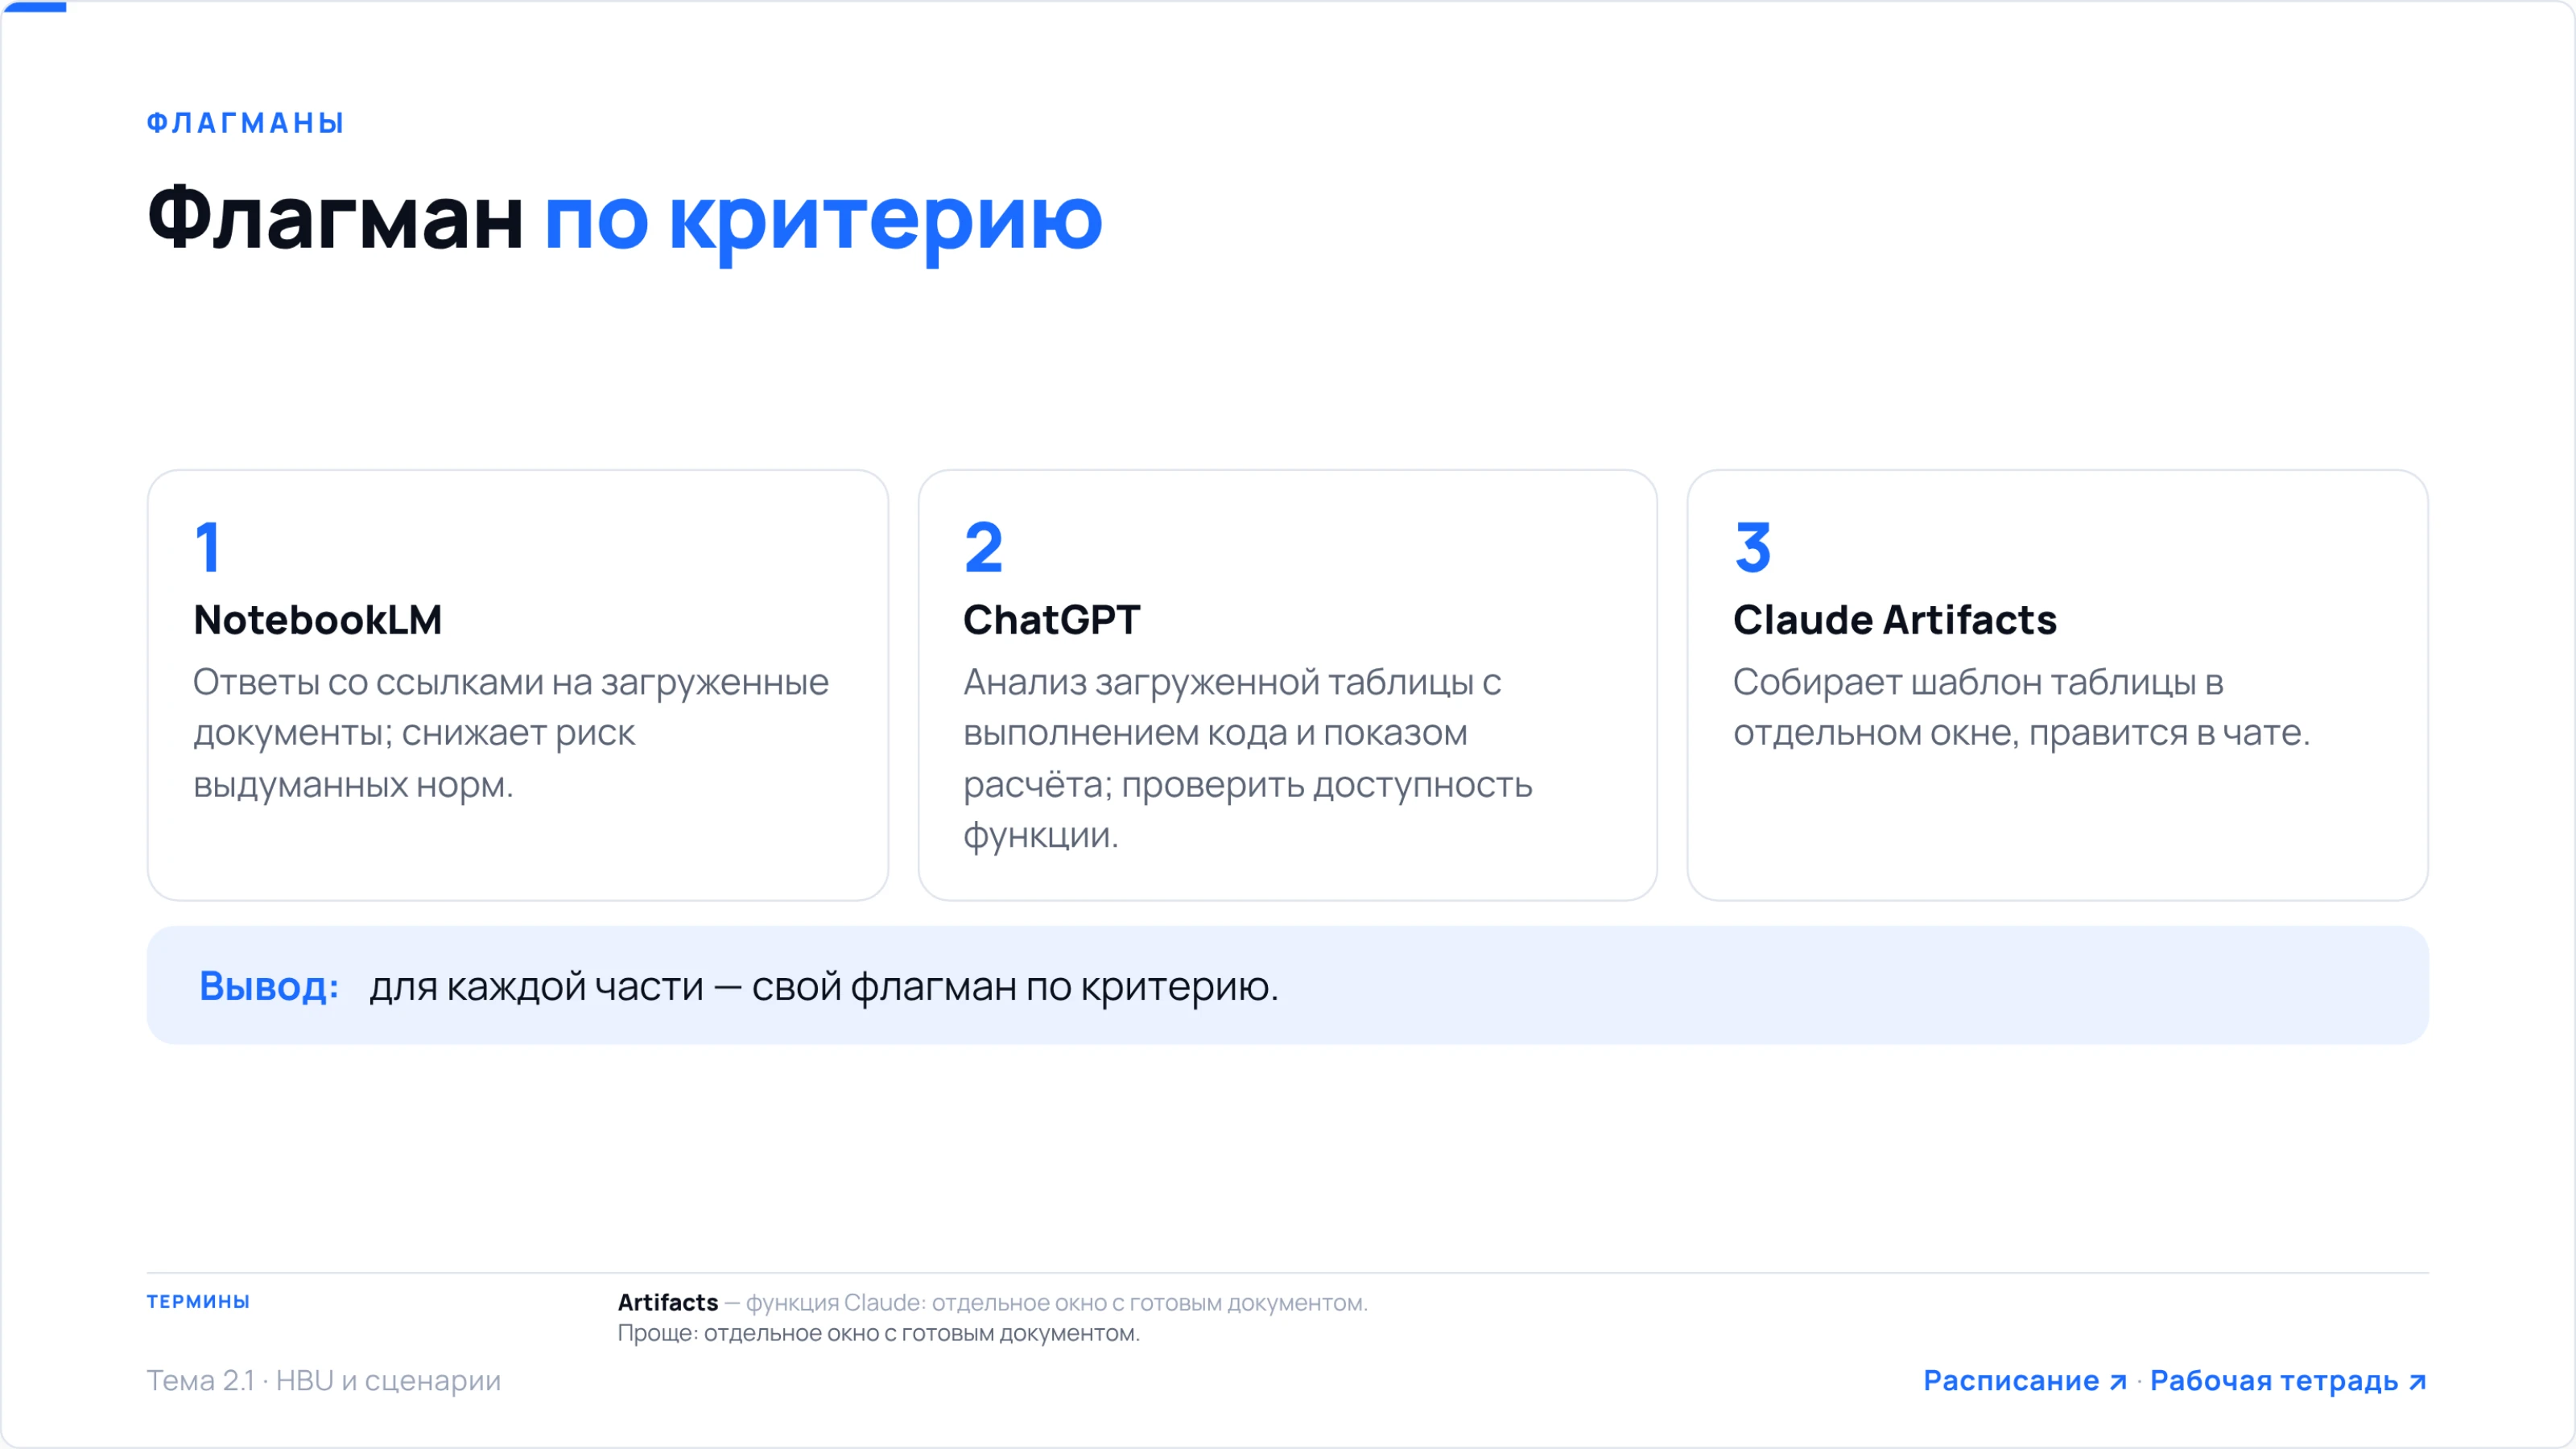 ФЛАГМАНЫ
Флагман по критерию
1
NotebookLM
Ответы со ссылками на загруженные
документы; снижает риск
выдуманных норм.
2
ChatGPT
Анализ загруженной таблицы с
выполнением кода и показом
расчёта; проверить доступность
функции.
3
Claude Artifacts
Собирает шаблон таблицы в
отдельном окне, правится в чате.
Вывод: для каждой части — свой флагман по критерию.
ТЕРМИНЫ
Artifacts — функция Claude: отдельное окно с готовым документом.
Проще: отдельное окно с готовым документом.
Тема 2.1 · HBU и сценарии
Расписание ↗ · Рабочая тетрадь ↗